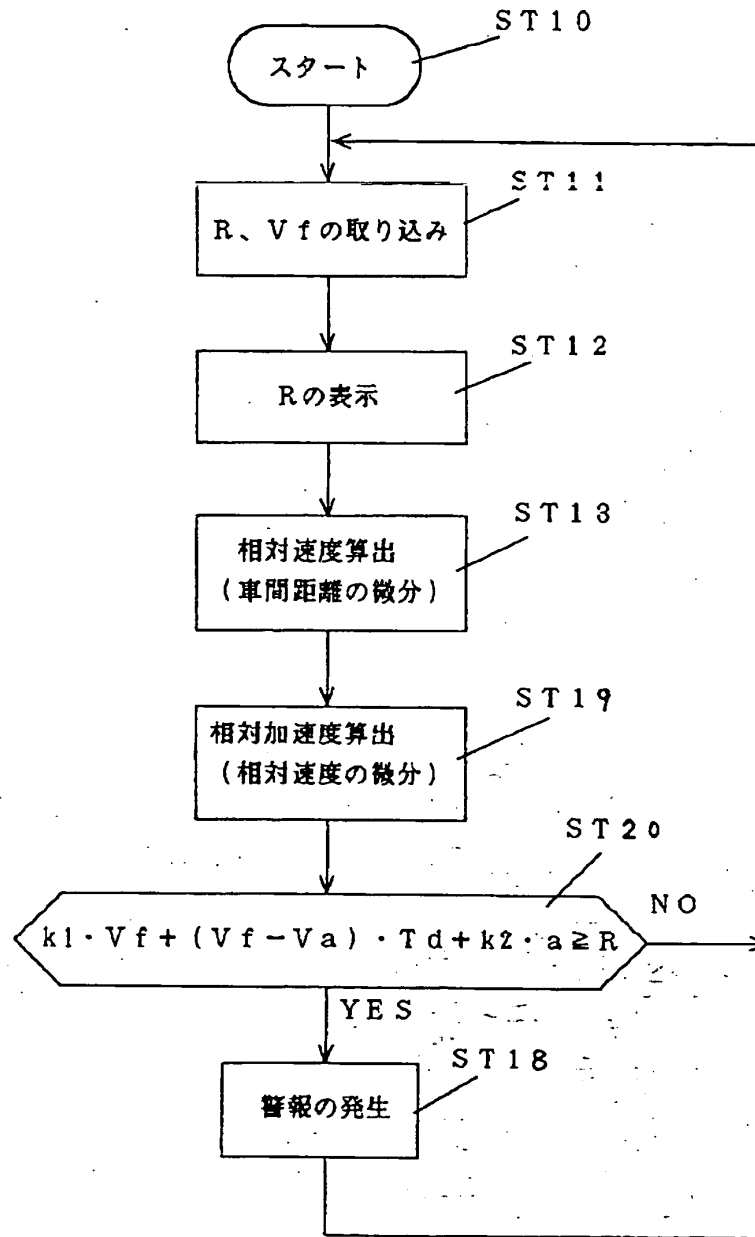 ST10
スタート
ST11
R、Vfの取り込み
ST12
Rの表示
ST13
相対速度算出
(車間距離の微分)
ST19
相対加速度算出
(相対速度の微分)
ST20
k1・Vf+(Vf−Va)・Td+k2・a≧R
NO
YES
ST18
警報の発生